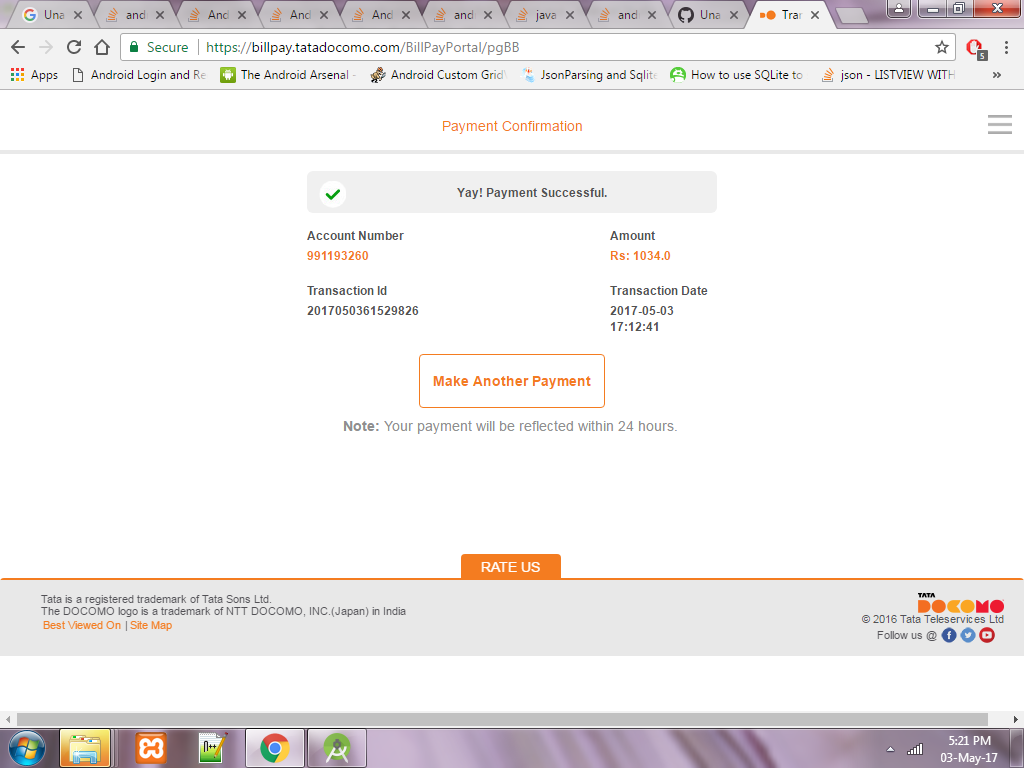 Una
and
And
And
And
and
java
and
Una
Tran
Secure
https://billpay.tatadocomo.com/BillPayPortal/pgBB
5
Apps
Android Login and Re
The Android Arsenal -
Android Custom Grid
JsonParsing and Sqlite
How to use SQLite to
json - LISTVIEW WITH
»
Payment Confirmation
Yay! Payment Successful.
Account Number
Amount
991193260
Rs: 1034.0
Transaction Id
Transaction Date
2017050361529826
2017-05-03
17:12:41
Make Another Payment
Note: Your payment will be reflected within 24 hours.
RATE US
Tata is a registered trademark of Tata Sons Ltd.
The DOCOMO logo is a trademark of NTT DOCOMO, INC.(Japan) in India
Best Viewed On | Site Map
TATA
DOCOMO
© 2016 Tata Teleservices Ltd
Follow us @
5:21 PM
03-May-17